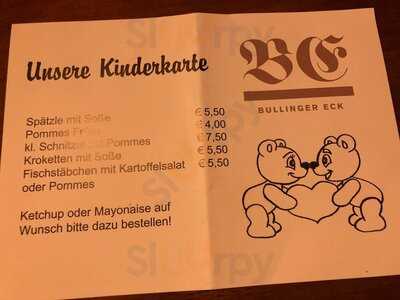 Unsere Kinderkarte
BE
BULLINGER ECK
Spätzle mit Soße €5,50
Pommes Frites €4,00
kl. Schnitzel mit Pommes €7,50
Kroketten mit Soße €5,50
Fischstäbchen mit Kartoffelsalat €5,50
oder Pommes
Ketchup oder Mayonaise auf
Wunsch bitte dazu bestellen!